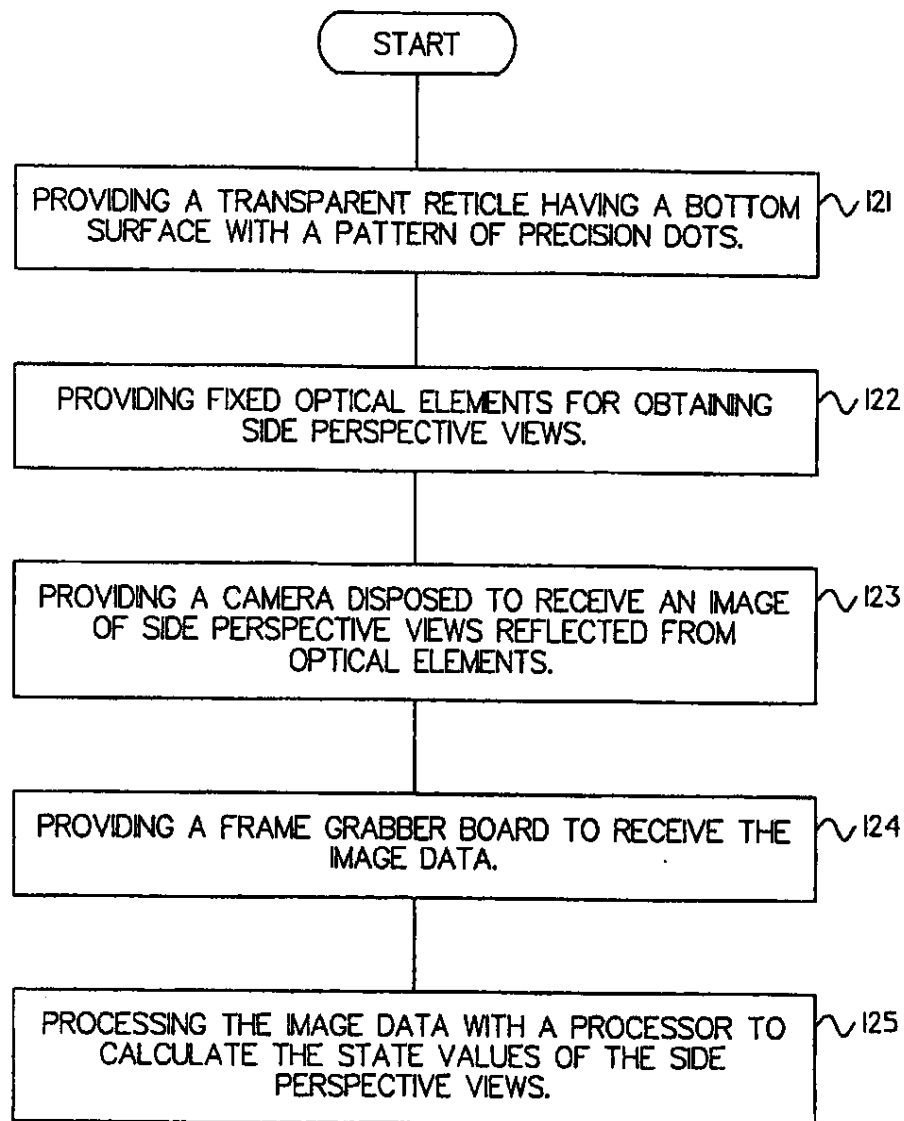 START
PROVIDING A TRANSPARENT RETICLE HAVING A BOTTOM
SURFACE WITH A PATTERN OF PRECISION DOTS.
121
PROVIDING FIXED OPTICAL ELEMENTS FOR OBTAINING
SIDE PERSPECTIVE VIEWS.
122
PROVIDING A CAMERA DISPOSED TO RECEIVE AN IMAGE
OF SIDE PERSPECTIVE VIEWS REFLECTED FROM
OPTICAL ELEMENTS.
123
PROVIDING A FRAME GRABBER BOARD TO RECEIVE THE
IMAGE DATA.
124
PROCESSING THE IMAGE DATA WITH A PROCESSOR TO
CALCULATE THE STATE VALUES OF THE SIDE
PERSPECTIVE VIEWS.
125